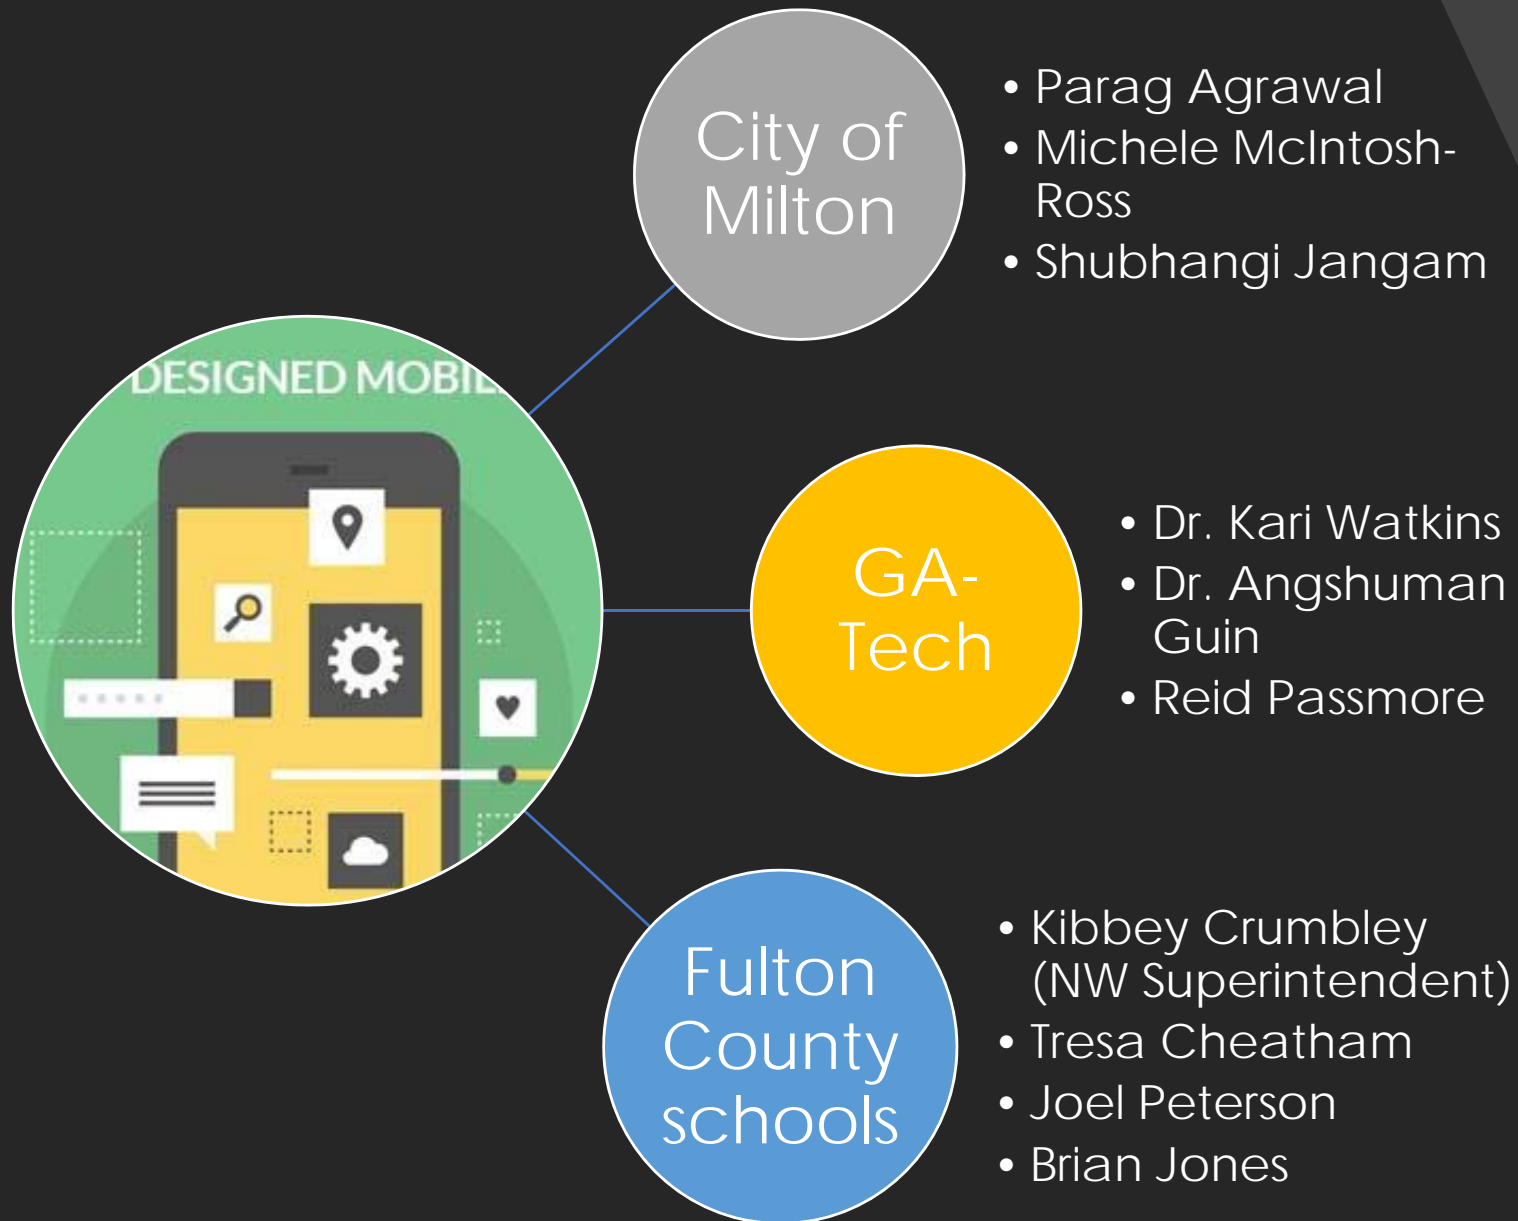 City of
Milton
• Parag Agrawal
• Michele McIntosh-
Ross
• Shubhangi Jangam
DESIGNED
GA-
Tech
• Dr. Kari Watkins
• Dr. Angshuman
Guin
• Reid Passmore
Fulton
County
schools
• Kibbey Crumbley
(NW Superintendent)
• Tresa Cheatham
• Joel Peterson
• Brian Jones